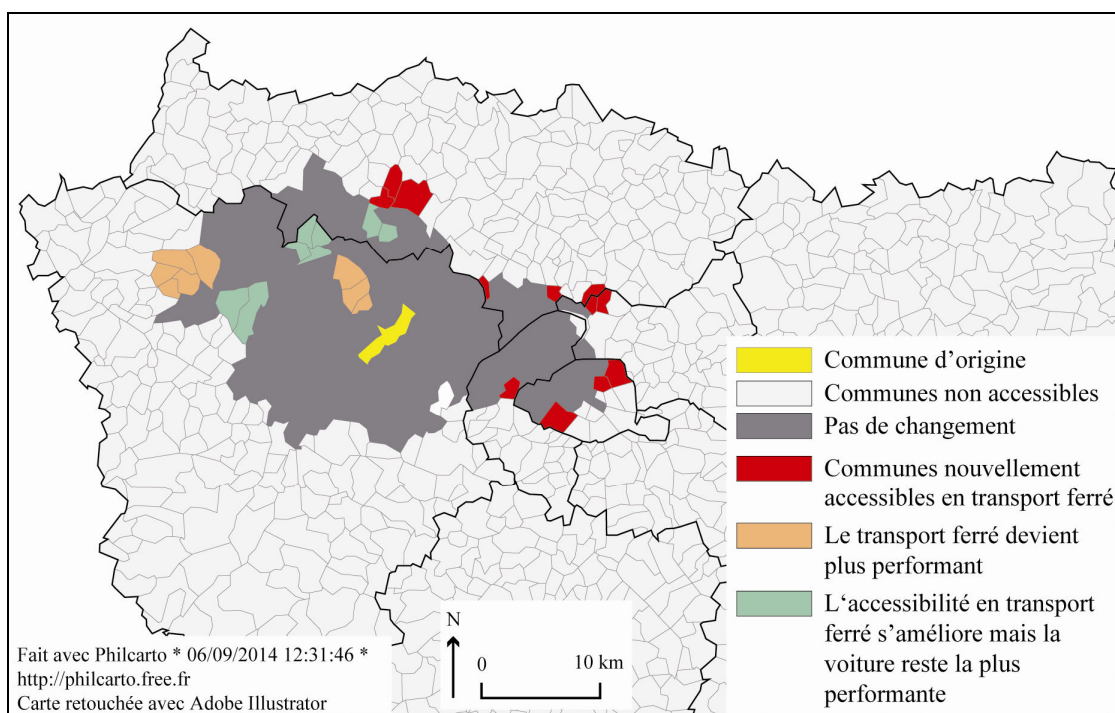 Commune d'origine
Communes non accessibles
Pas de changement
Communes nouvellement
accessibles en transport ferré
Le transport ferré devient
plus performant
L‘accessibilité en transport
ferré s’améliore mais la
voiture reste la plus
performante
N
0 10 km
Fait avec Philcarto * 06/09/2014 12:31:46 *
http://philcarto.free.fr
Carte retouchée avec Adobe Illustrator